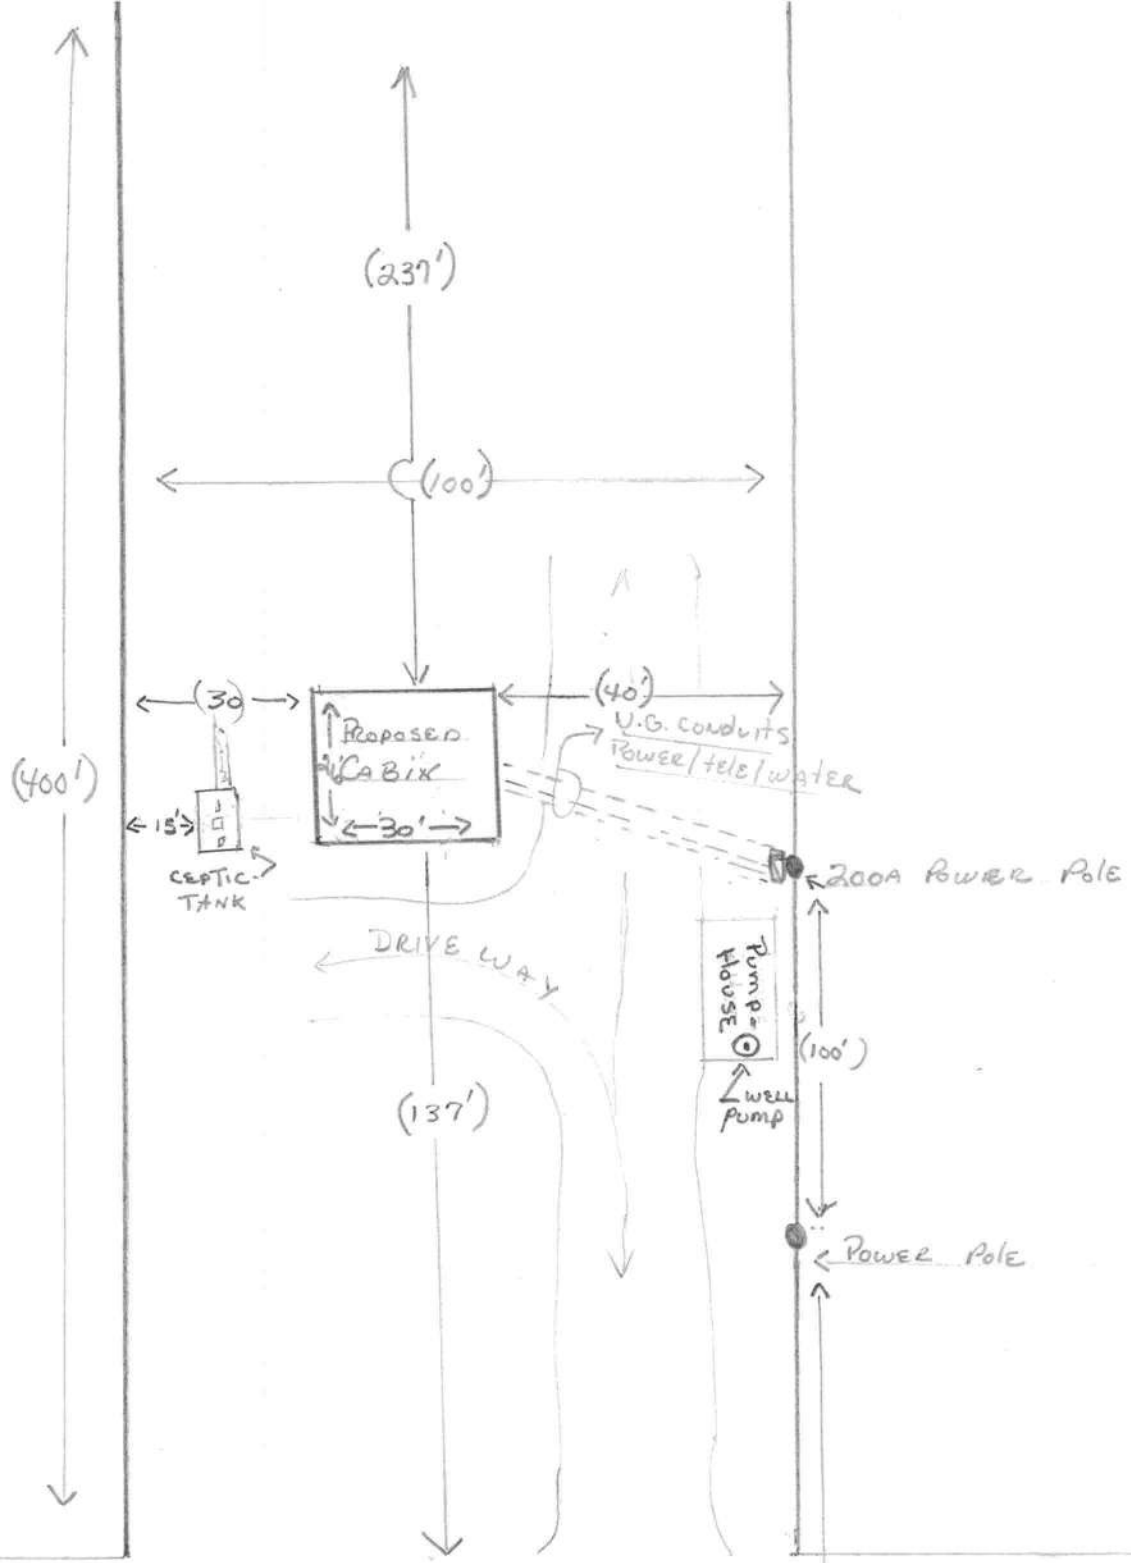 (237')
(100')
(30)
(40')
U.G. CONDUITS
POWER/tele/WATER
PROPOSED
CABIN
26'
30'
(400')
15'
CEPTIC
TANK
200A POWER POLE
DRIVE WAY
PUMP-
HOUSE
(100')
WELL
PUMP
(137')
POWER POLE